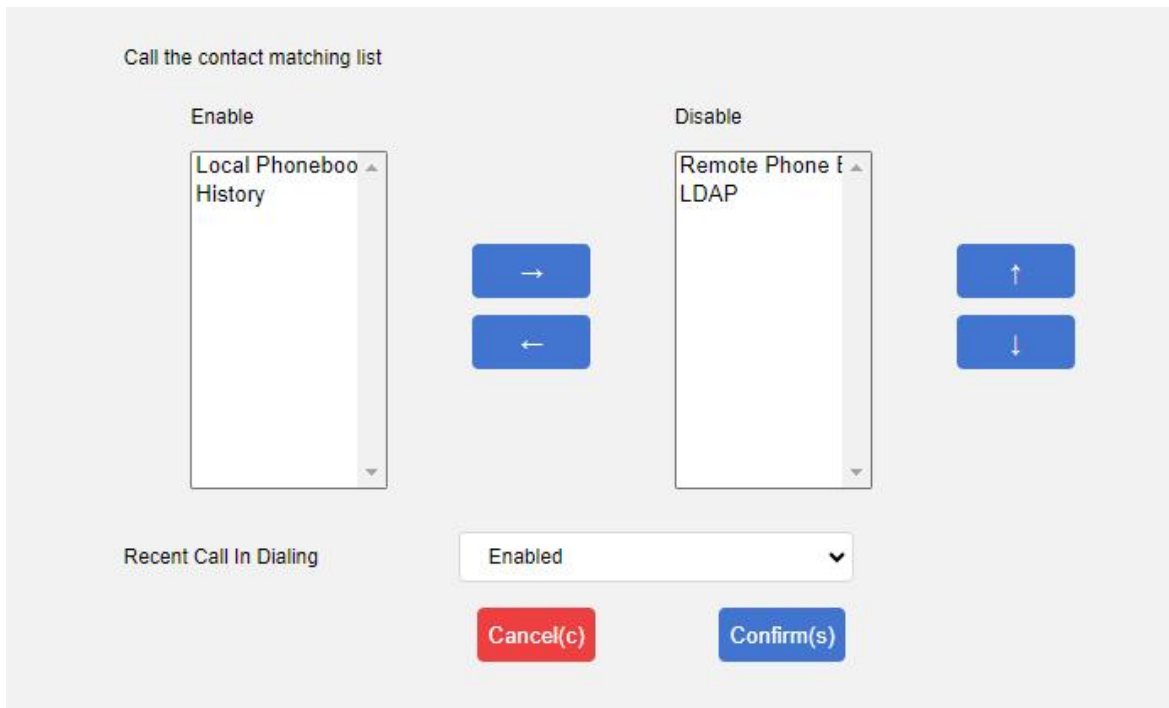 Call the contact matching list
Enable
Disable
Local Phoneboo
History
Remote Phone
LDAP
→
←
↑
↓
Recent Call In Dialing
Enabled
Cancel(c)
Confirm(s)